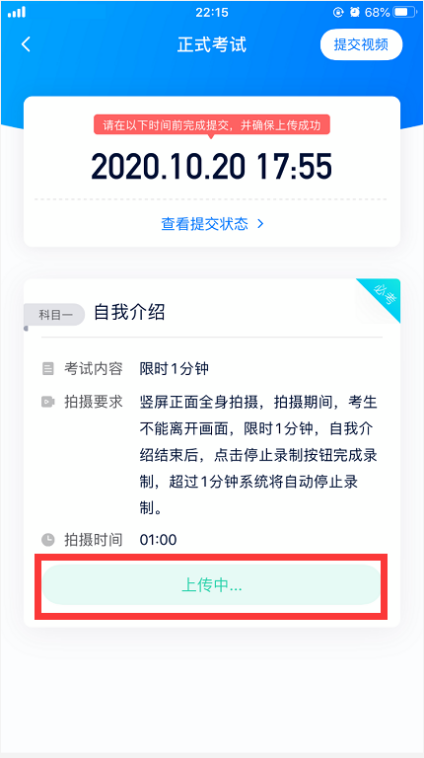 22:15
68%
正式考试
提交视频
请在以下时间前完成提交，并确保上传成功
2020.10.20 17:55
查看提交状态
必考
科目一
自我介绍
考试内容
限时1分钟
拍摄要求
竖屏正面全身拍摄，拍摄期间，考生
不能离开画面，限时1分钟，自我介
绍结束后，点击停止录制按钮完成录
制，超过1分钟系统将自动停止录
制。
拍摄时间
01:00
上传中...